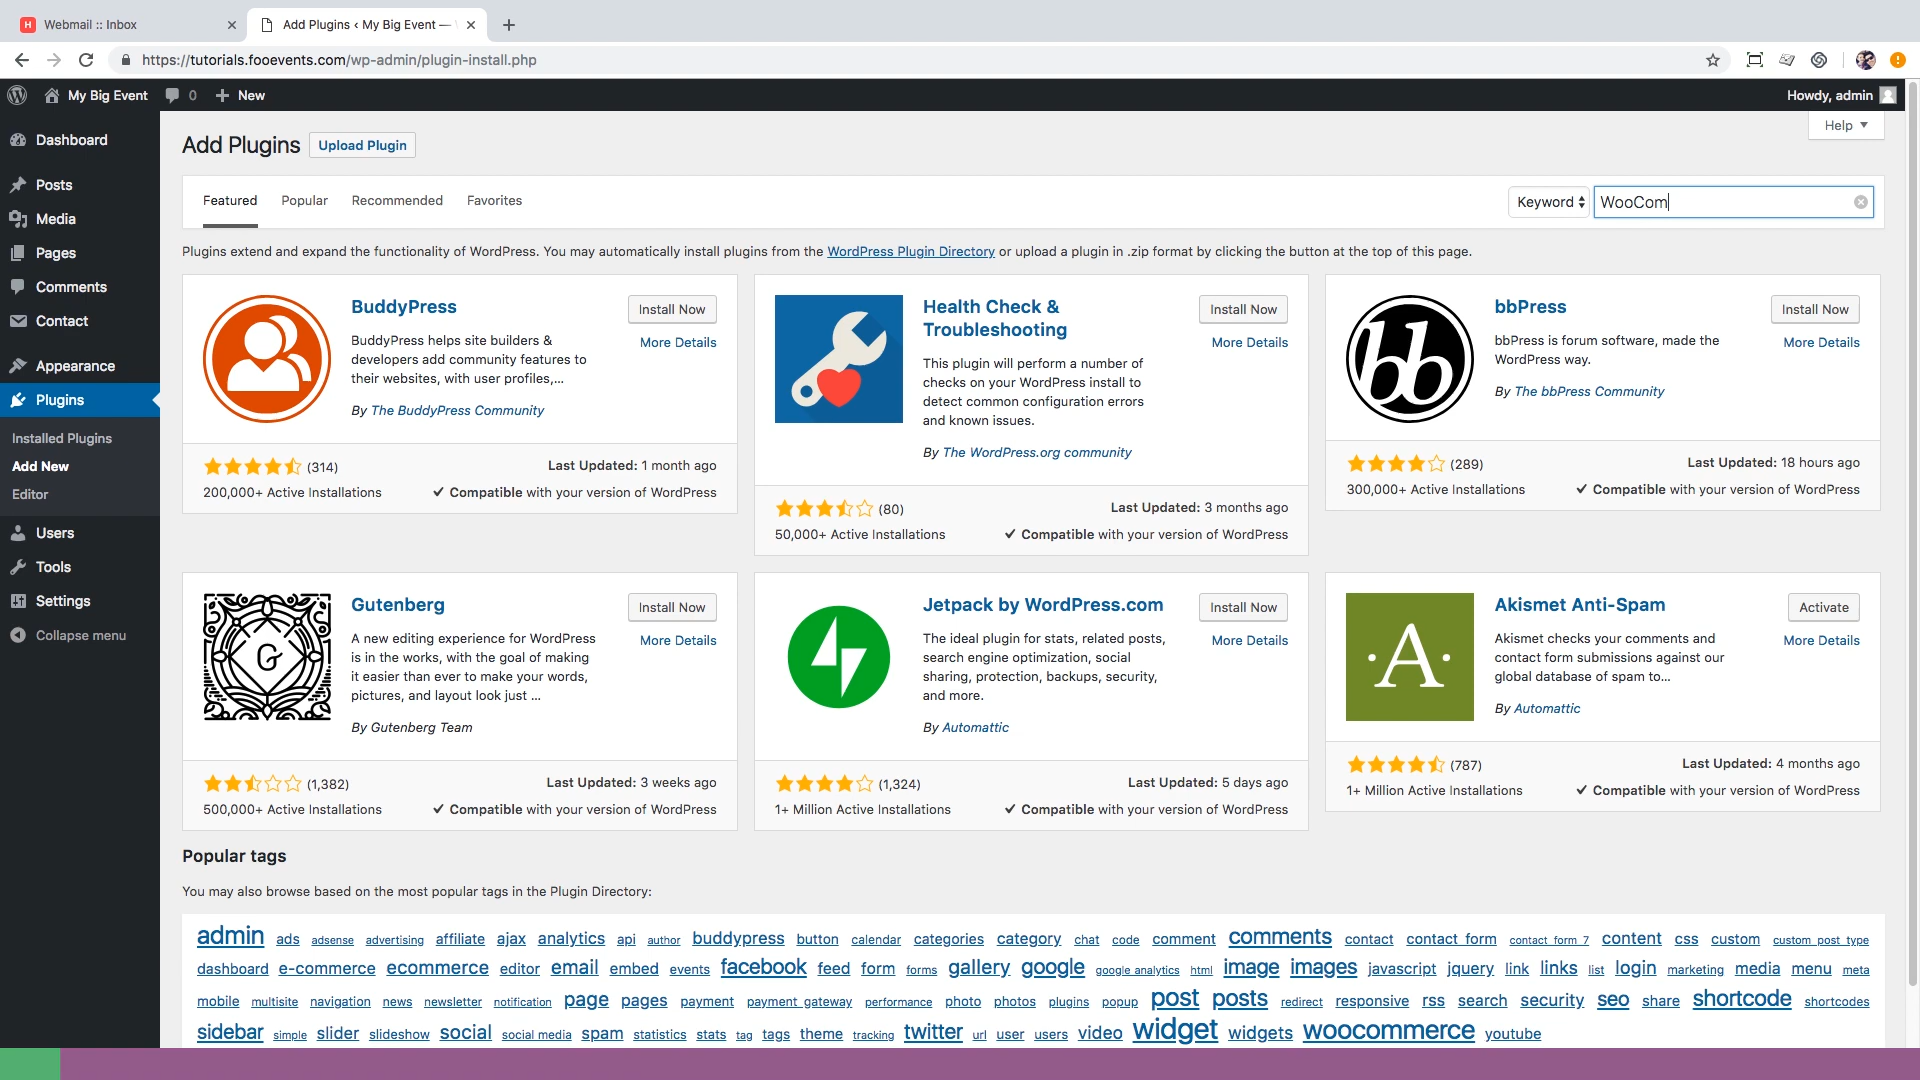 Webmail :: Inbox
Add Plugins ‹ My Big Event —
https://tutorials.fooevents.com/wp-admin/plugin-install.php
My Big Event 0 New Howdy, admin
Help
Dashboard
Posts
Media
Pages
Comments
Contact
Appearance
Plugins
Installed Plugins
Add New
Editor
Users
Tools
Settings
Collapse menu
Add Plugins Upload Plugin
Featured Popular Recommended Favorites Keyword WooCom
Plugins extend and expand the functionality of WordPress. You may automatically install plugins from the WordPress Plugin Directory or upload a plugin in .zip format by clicking the button at the top of this page.
BuddyPress
Install Now
More Details
BuddyPress helps site builders &
developers add community features to
their websites, with user profiles,...
By The BuddyPress Community
(314) Last Updated: 1 month ago
200,000+ Active Installations Compatible with your version of WordPress
Health Check &
Troubleshooting
Install Now
More Details
This plugin will perform a number of
checks on your WordPress install to
detect common configuration errors
and known issues.
By The WordPress.org community
(80) Last Updated: 3 months ago
50,000+ Active Installations Compatible with your version of WordPress
bb
bbPress
Install Now
More Details
bbPress is forum software, made the
WordPress way.
By The bbPress Community
(289) Last Updated: 18 hours ago
300,000+ Active Installations Compatible with your version of WordPress
G
Gutenberg
Install Now
More Details
A new editing experience for WordPress
is in the works, with the goal of making
it easier than ever to make your words,
pictures, and layout look just ...
By Gutenberg Team
(1,382) Last Updated: 3 weeks ago
500,000+ Active Installations Compatible with your version of WordPress
Jetpack by WordPress.com
Install Now
More Details
The ideal plugin for stats, related posts,
search engine optimization, social
sharing, protection, backups, security,
and more.
By Automattic
(1,324) Last Updated: 5 days ago
1+ Million Active Installations Compatible with your version of WordPress
·A·
Akismet Anti-Spam
Activate
More Details
Akismet checks your comments and
contact form submissions against our
global database of spam to...
By Automattic
(787) Last Updated: 4 months ago
1+ Million Active Installations Compatible with your version of WordPress
Popular tags
You may also browse based on the most popular tags in the Plugin Directory:
admin ads adsense advertising affiliate ajax analytics api author buddypress button calendar categories category chat code comment comments contact contact form contact form 7 content css custom custom post type
dashboard e-commerce ecommerce editor email embed events facebook feed form forms gallery google google analytics html image images javascript jquery link links list login marketing media menu meta
mobile multisite navigation news newsletter notification page pages payment payment gateway performance photo photos plugins popup post posts redirect responsive rss search security seo share shortcode shortcodes
sidebar simple slider slideshow social social media spam statistics stats tag tags theme tracking twitter url user users video widget widgets woocommerce youtube